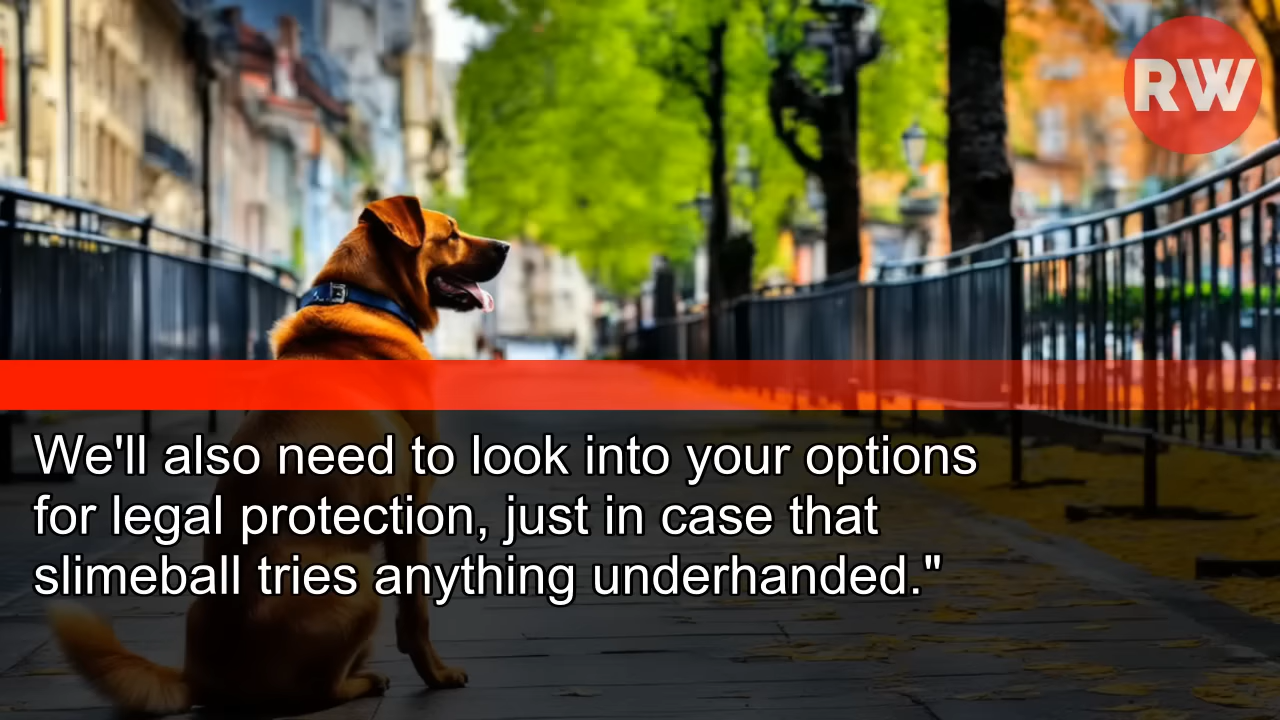 RW
We'll also need to look into your options
for legal protection, just in case that
slimeball tries anything underhanded."